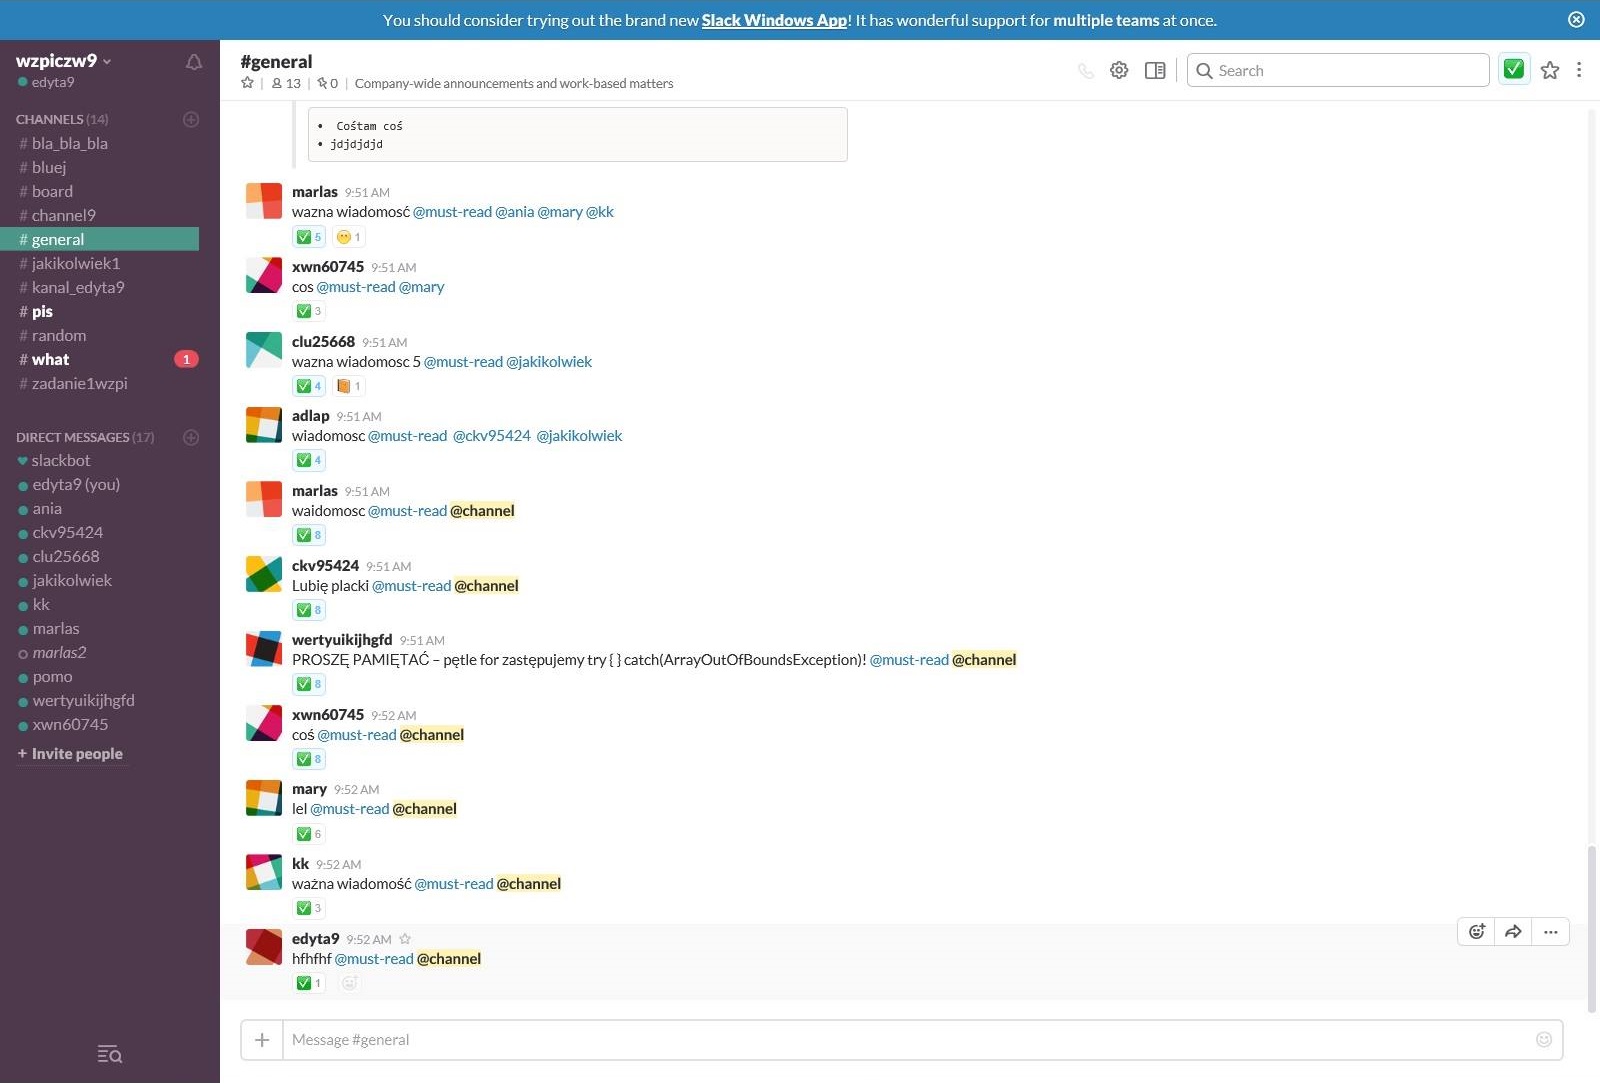 You should consider trying out the brand new Slack Windows App! It has wonderful support for multiple teams at once.
wzpiczw9
edyta9
CHANNELS (14)
# bla_bla_bla
# bluej
# board
# channel9
# general
# jakikolwiek1
# kanal_edyta9
# pis
# random
# what 1
# zadanie1wzpi
DIRECT MESSAGES (17)
slackbot
edyta9 (you)
ania
ckv95424
clu25668
jakikolwiek
kk
marlas
marlas2
pomo
wertyuikijhgfd
xwn60745
+ Invite people
#general
13 | 0 | Company-wide announcements and work-based matters
Search
• Cośtam coś
• jdjdjdjd
marlas 9:51 AM
wazna wiadomosć @must-read @ania @mary @kk
5 1
xwn60745 9:51 AM
cos @must-read @mary
3
clu25668 9:51 AM
wazna wiadomosc 5 @must-read @jakikolwiek
4 1
adlap 9:51 AM
wiadomosc @must-read @ckv95424 @jakikolwiek
4
marlas 9:51 AM
waidomosc @must-read @channel
8
ckv95424 9:51 AM
Lubię placki @must-read @channel
8
wertyuikijhgfd 9:51 AM
PROSZĘ PAMIĘTAĆ – pętle for zastępujemy try { } catch(ArrayOutOfBoundsException)! @must-read @channel
8
xwn60745 9:52 AM
coś @must-read @channel
8
mary 9:52 AM
lel @must-read @channel
6
kk 9:52 AM
ważna wiadomość @must-read @channel
3
edyta9 9:52 AM
hfhfhf @must-read @channel
1
Message #general